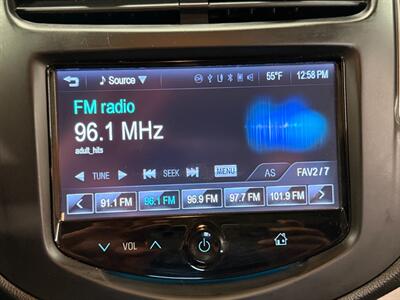 Source 55°F 12:58 PM
FM radio
96.1 MHz
adult_hits
TUNE SEEK MENU AS FAV2 / 7
91.1 FM 96.1 FM 96.9 FM 97.7 FM 101.9 FM
VOL